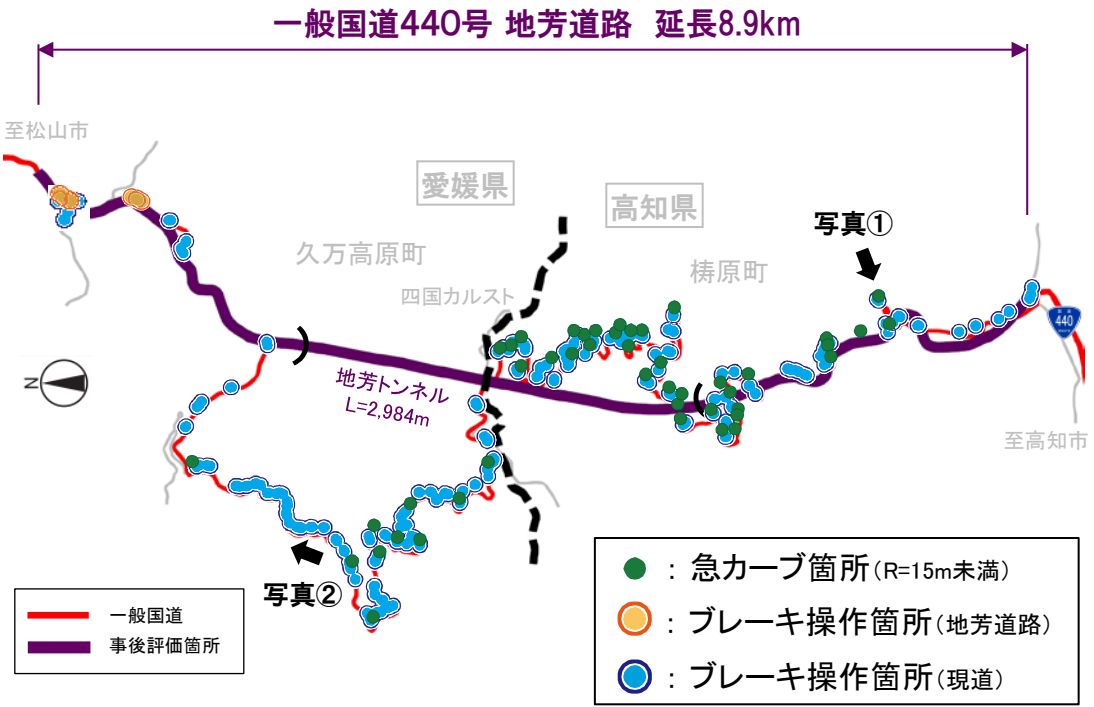 一般国道440号 地芳道路　延長8.9km
至松山市
愛媛県
高知県
写真①
久万高原町
梼原町
四国カルスト
440
N
地芳トンネル
L=2,984m
至高知市
写真②
一般国道
事後評価箇所
：急カーブ箇所(R=15m未満)
：ブレーキ操作箇所(地芳道路)
：ブレーキ操作箇所(現道)